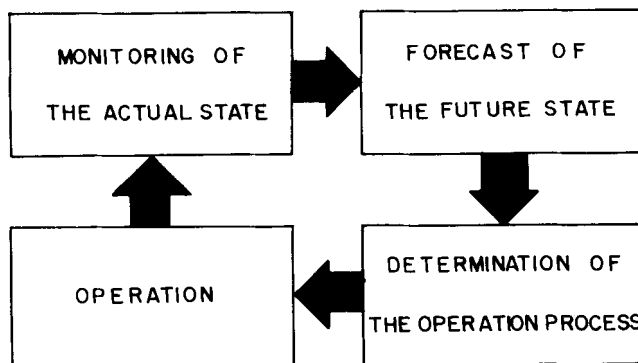 MONITORING OF
THE ACTUAL STATE
FORECAST OF
THE FUTURE STATE
DETERMINATION OF
THE OPERATION PROCESS
OPERATION